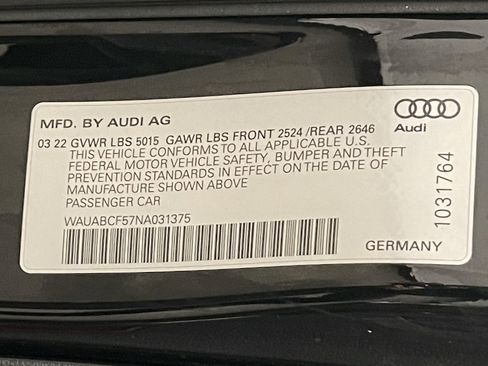 MFD. BY AUDI AG
03 22 GVWR LBS 5015 GAWR LBS FRONT 2524 /REAR 2646
THIS VEHICLE CONFORMS TO ALL APPLICABLE U.S.
FEDERAL MOTOR VEHICLE SAFETY, BUMPER AND THEFT
PREVENTION STANDARDS IN EFFECT ON THE DATE OF
MANUFACTURE SHOWN ABOVE
PASSENGER CAR
WAUABCF57NA031375
Audi
1031764
GERMANY